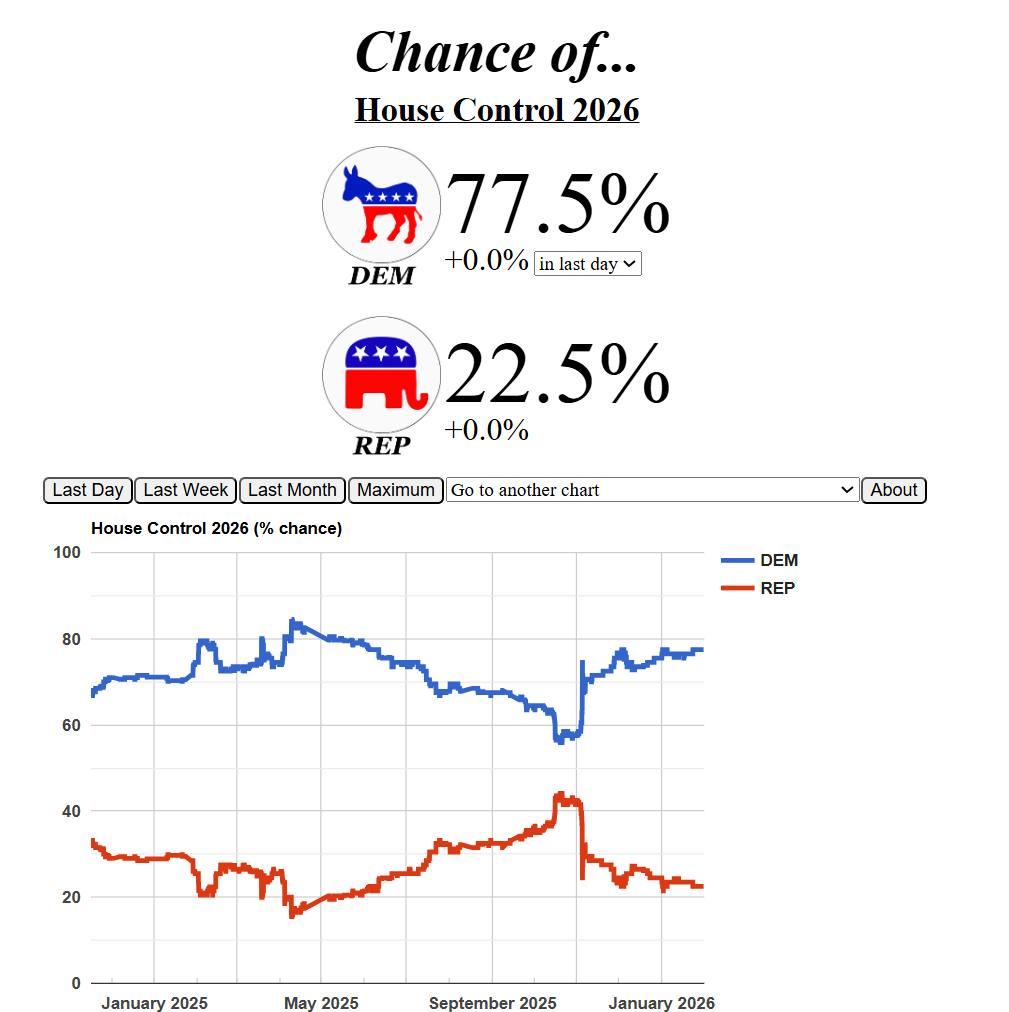 Chance of...
House Control 2026
77.5%
+0.0% in last day
DEM
22.5%
+0.0%
REP
Last Day Last Week Last Month Maximum Go to another chart About
House Control 2026 (% chance)
100
DEM
REP
80
60
40
20
0
January 2025 May 2025 September 2025 January 2026